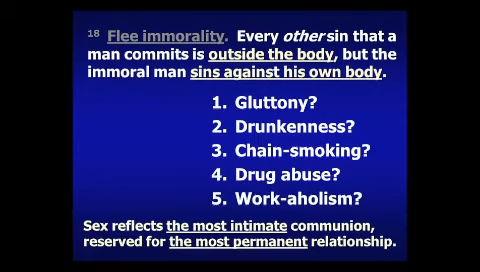 18 Flee immorality. Every other sin that a
man commits is outside the body, but the
immoral man sins against his own body.
1. Gluttony?
2. Drunkenness?
3. Chain-smoking?
4. Drug abuse?
5. Work-aholism?
Sex reflects the most intimate communion,
reserved for the most permanent relationship.